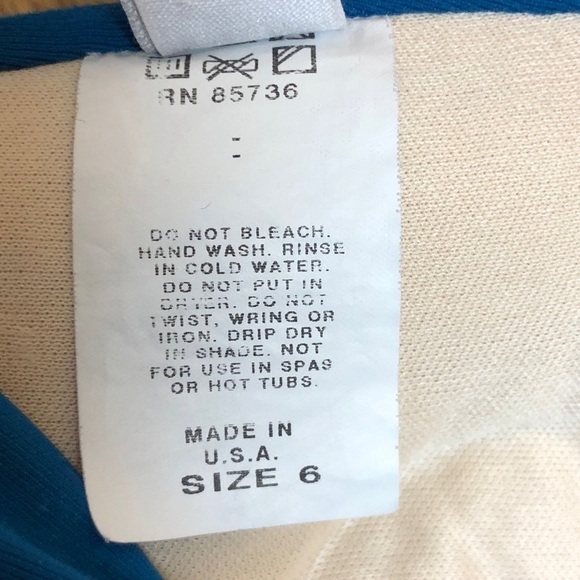 RN 85736
DO NOT BLEACH.
HAND WASH. RINSE
IN COLD WATER.
DO NOT PUT IN
DRYER. DO NOT
TWIST, WRING OR
IRON. DRIP DRY
IN SHADE. NOT
FOR USE IN SPAS
OR HOT TUBS.
MADE IN
U.S.A.
SIZE 6